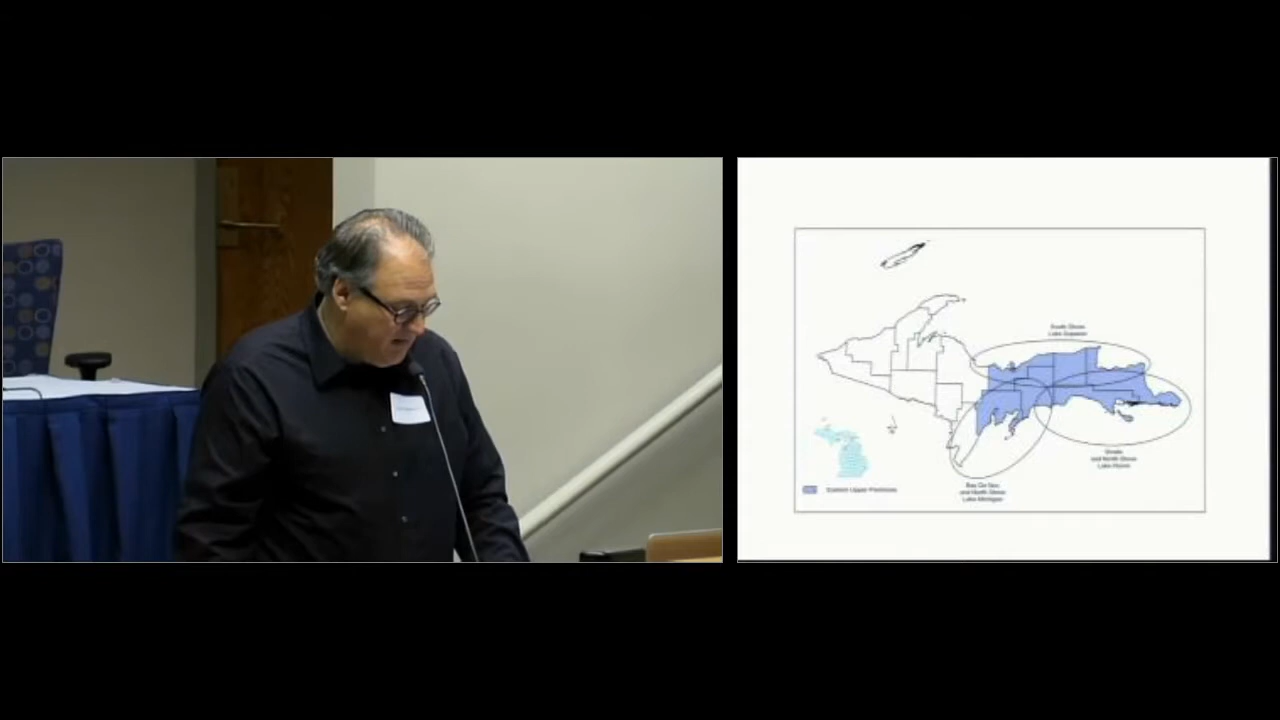 South Shore
Lake Superior
Straits
and North Shore
Lake Huron
Bay De Noc
and North Shore
Lake Michigan
Eastern Upper Peninsula